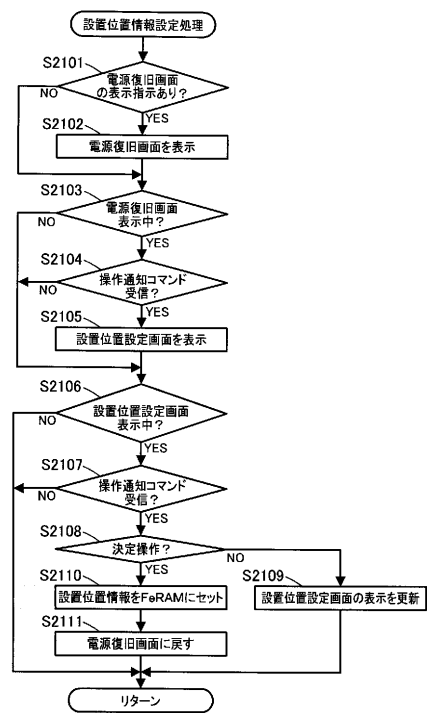 設置位置情報設定処理
S2101
電源復旧画面
の表示指示あり?
NO
YES
S2102
電源復旧画面を表示
S2103
電源復旧画面
表示中?
NO
YES
S2104
操作通知コマンド
受信?
NO
YES
S2105
設置位置設定画面を表示
S2106
設置位置設定画面
表示中?
NO
YES
S2107
操作通知コマンド
受信?
NO
YES
S2108
決定操作?
NO
YES
S2110
設置位置情報をFeRAMにセット
S2109
設置位置設定画面の表示を更新
S2111
電源復旧画面に戻す
リターン